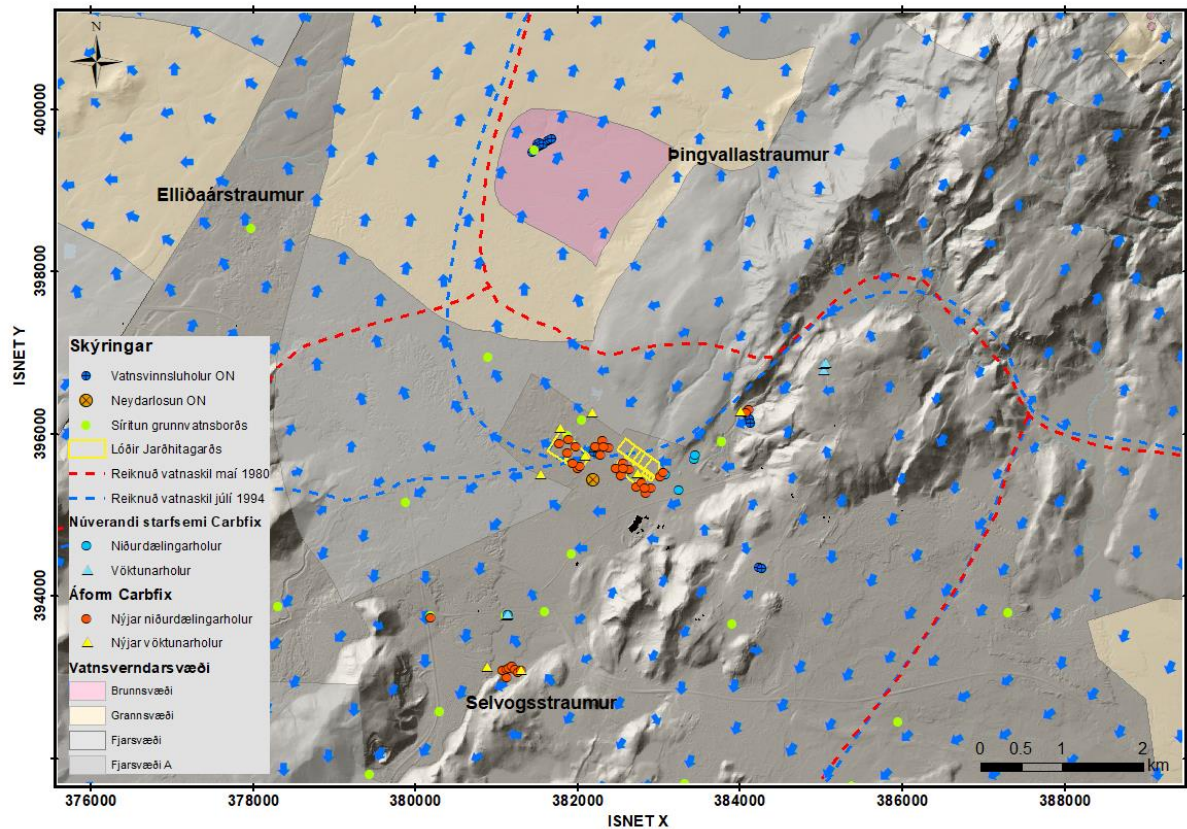 N
400000
398000
396000
394000
ISNET Y
Elliðaárstraumur
Þingvallastraumur
Selvogsstraumur
Skýringar
Vatnsvinnsluholur ON
Neydarlosun ON
Síritun grunnvatnsborðs
Lóðir Jarðhitagarðs
Reiknuð vatnaskil maí 1980
Reiknuð vatnaskil júlí 1994
Núverandi starfsemi Carbfix
Niðurdælingarholur
Vöktunarholur
Áform Carbfix
Nýjar niðurdælingarholur
Nýjar vöktunarholur
Vatnsverndarsvæði
Brunnsvæði
Grannsvæði
Fjarsvæði
Fjarsvæði A
0 0.5 1 2
km
376000 378000 380000 382000 384000 386000 388000
ISNET X